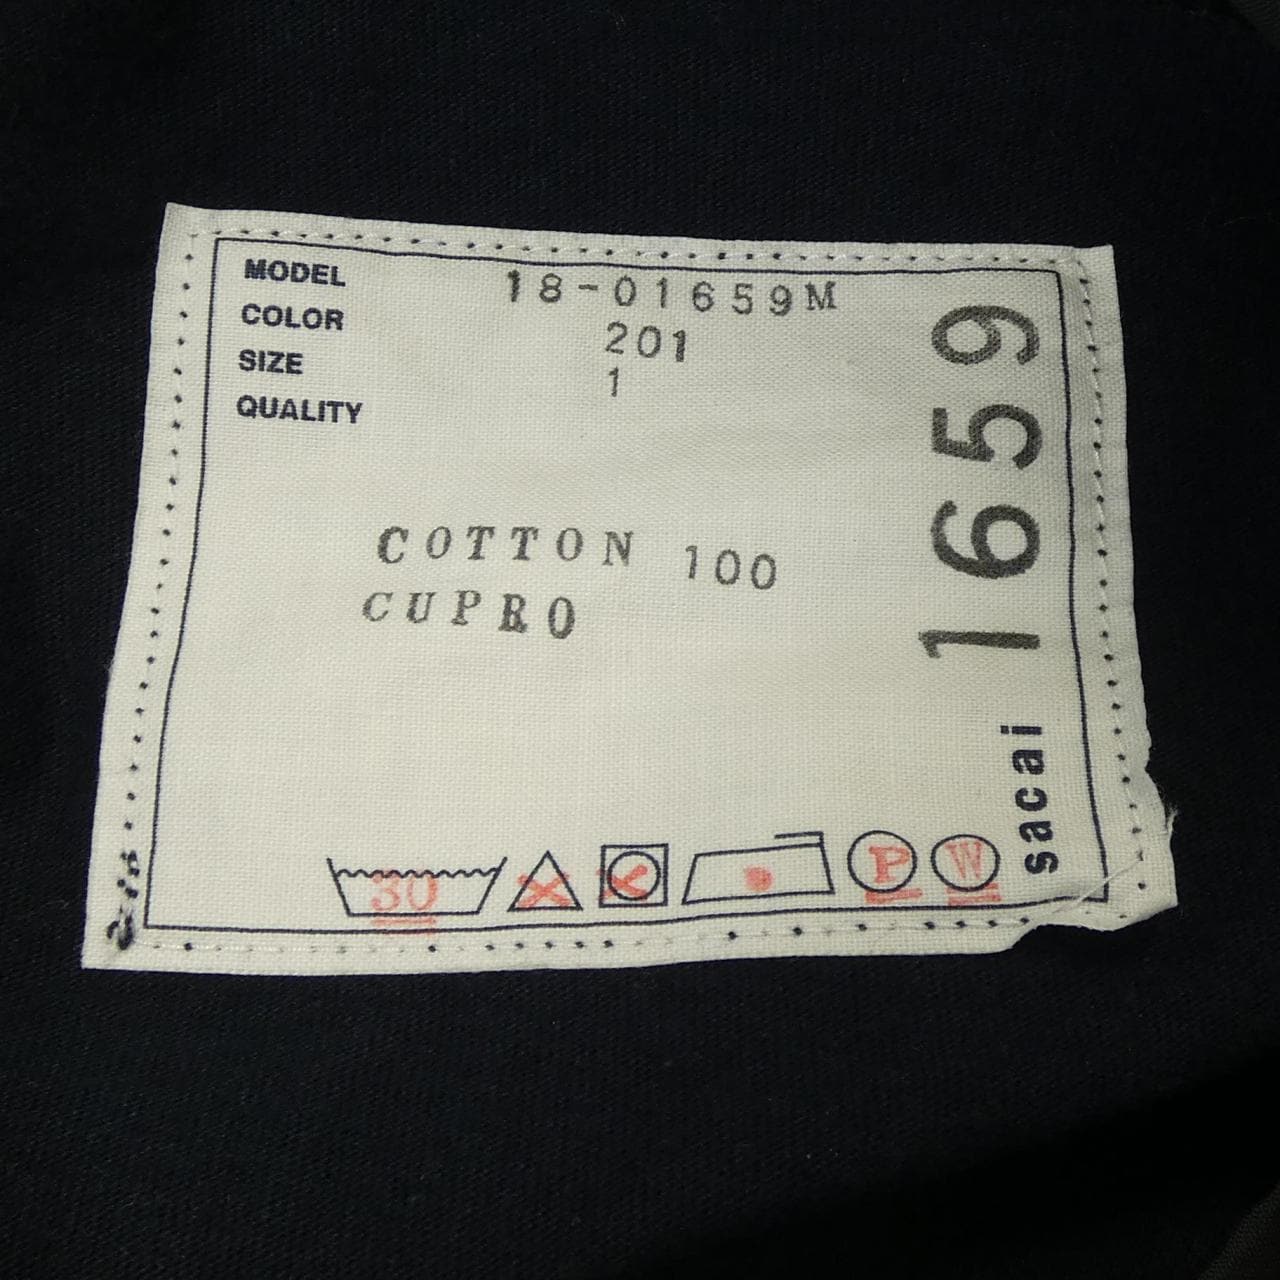 MODEL 18-01659M
COLOR 201
SIZE 1
QUALITY
COTTON 100
CUPRO
30
P
W
sacai 1659